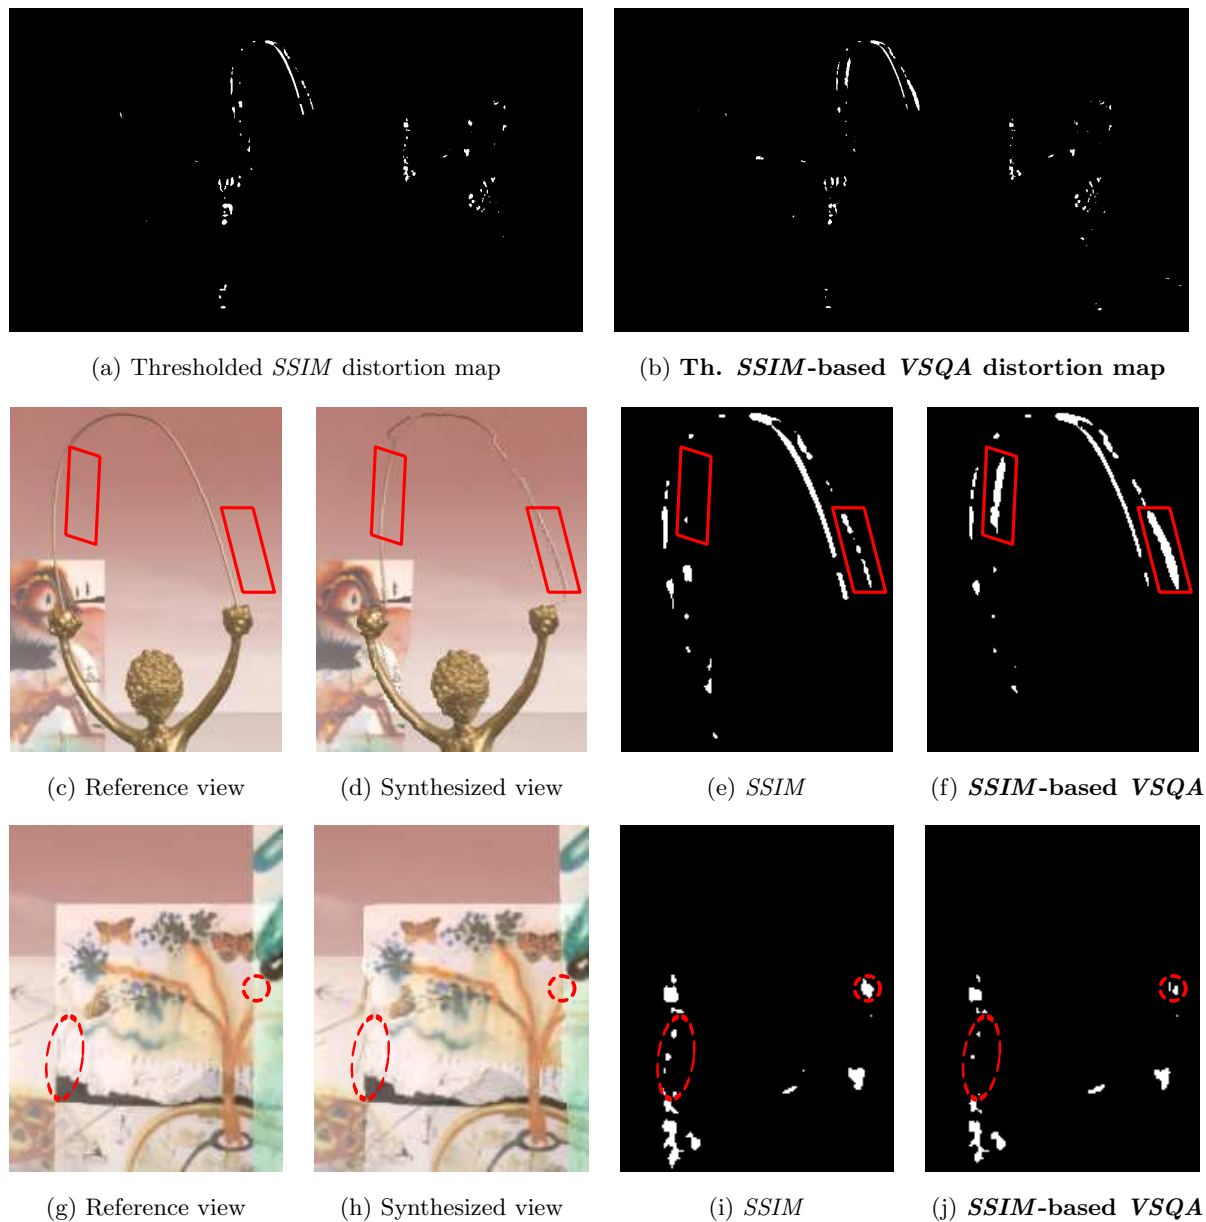 (a) Thresholded SSIM distortion map
(b) Th. SSIM-based VSQA distortion map
(c) Reference view
(d) Synthesized view
(e) SSIM
(f) SSIM-based VSQA
(g) Reference view
(h) Synthesized view
(i) SSIM
(j) SSIM-based VSQA